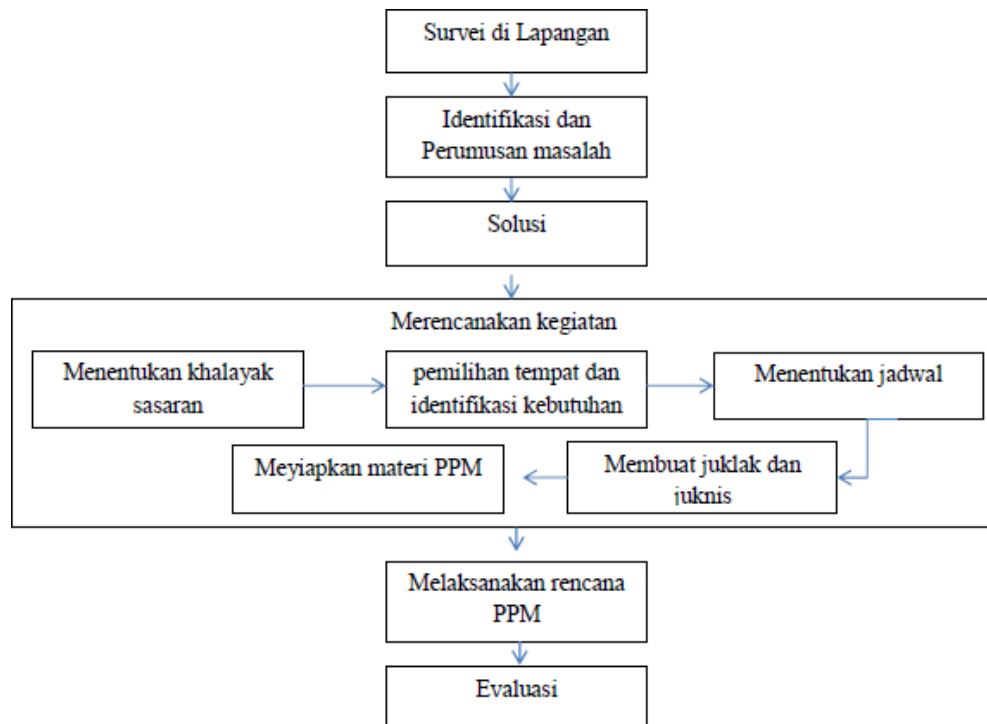 Survei di Lapangan
Identifikasi dan
Perumusan masalah
Solusi
Merencanakan kegiatan
Menentukan khalayak
sasaran
pemilihan tempat dan
identifikasi kebutuhan
Menentukan jadwal
Membuat juklak dan
juknis
Meyiapkan materi PPM
Melaksanakan rencana
PPM
Evaluasi